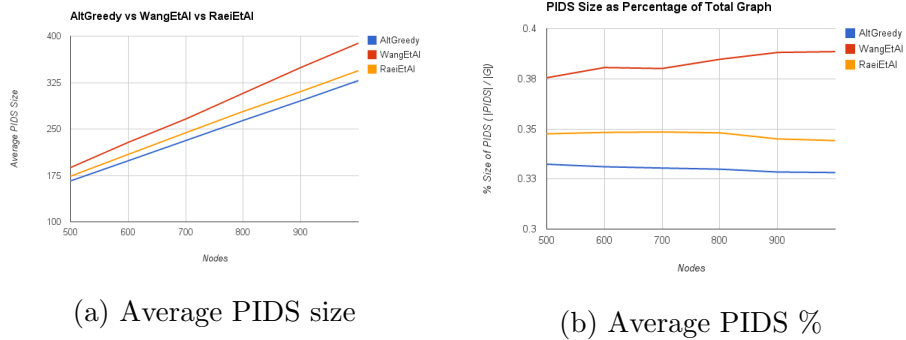 AltGreedy vs WangEtAl vs RaeiEtAl
400
325
250
175
100
Average PIDS Size
500
600
700
800
900
Nodes
AltGreedy
WangEtAl
RaeiEtAl
(a) Average PIDS size
PIDS Size as Percentage of Total Graph
0.4
0.38
0.35
0.33
0.3
% Size of PIDS ( |PIDS| / |G|)
500
600
700
800
900
Nodes
AltGreedy
WangEtAl
RaeiEtAl
(b) Average PIDS %